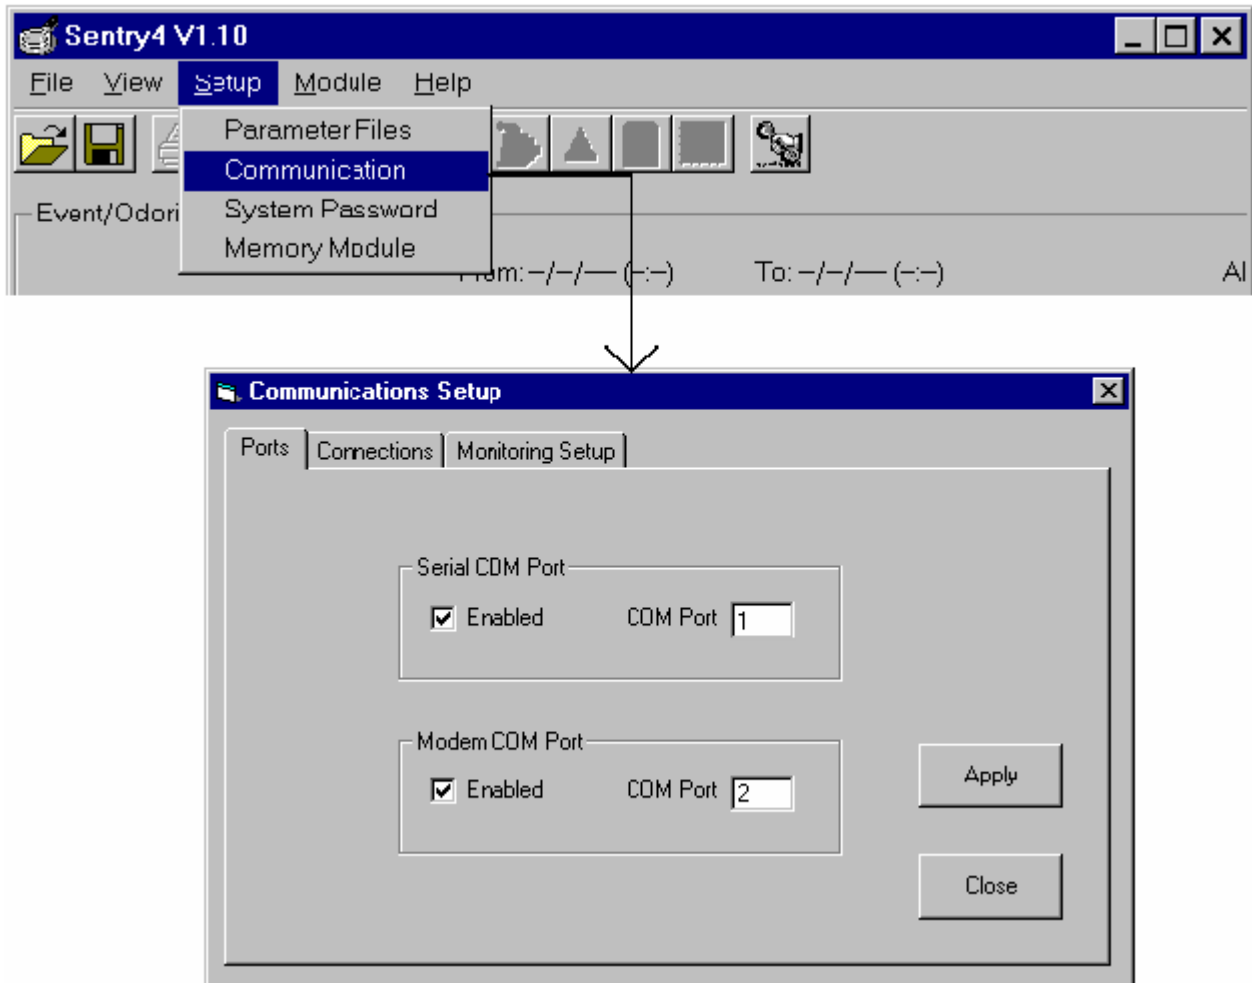 Sentry4 V1.10
File View Setup Module Help
Parameter Files
Communication
System Password
Memory Module
Event/Odori
From: –/–/–– (–:–) To: –/–/–– (–:–) Al
Communications Setup
Ports Connections Monitoring Setup
Serial COM Port
Enabled COM Port 1
Modem COM Port
Enabled COM Port 2
Apply
Close